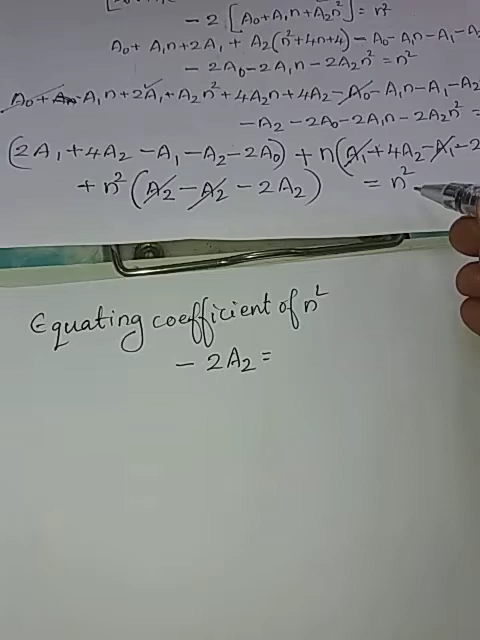 - 2 [A0 + A1n + A2n²] = n²
A0 + A1n + 2A1 + A2(n²+4n+4) - A0 - A1n - A1 - A2
- 2A0 - 2A1n - 2A2n² = n²
A0 + A1n + 2A1 + A2n² + 4A2n + 4A2 - A0 - A1n - A1 - A2
- A2 - 2A0 - 2A1n - 2A2n² =
(2A1 + 4A2 - A1 - A2 - 2A0) + n(A1 + 4A2 - A1 - 2
+ n²(A2 - A2 - 2A2) = n²
Equating coefficient of n²
- 2A2 =